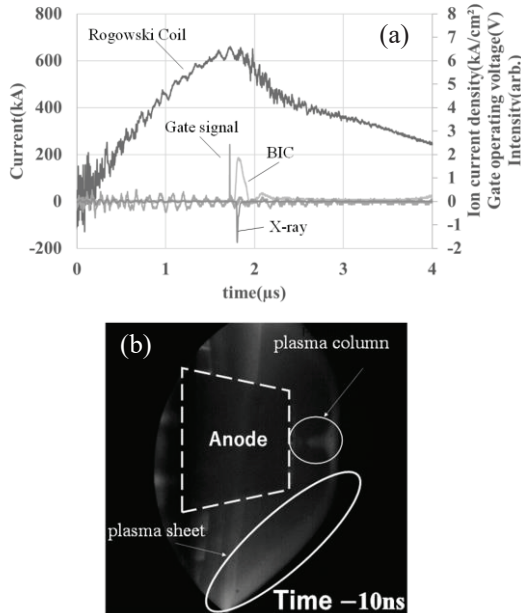 (a)
Rogowski Coil
Gate signal
BIC
X-ray
800
600
400
200
0
-200
Current(kA)
8
7
6
5
4
3
2
1
0
-1
-2
Ion current density(kA/cm²)
Gate operating voltage(V)
Intensity(arb.)
0
1
2
3
4
time(μs)
(b)
plasma column
Anode
plasma sheet
Time −10ns